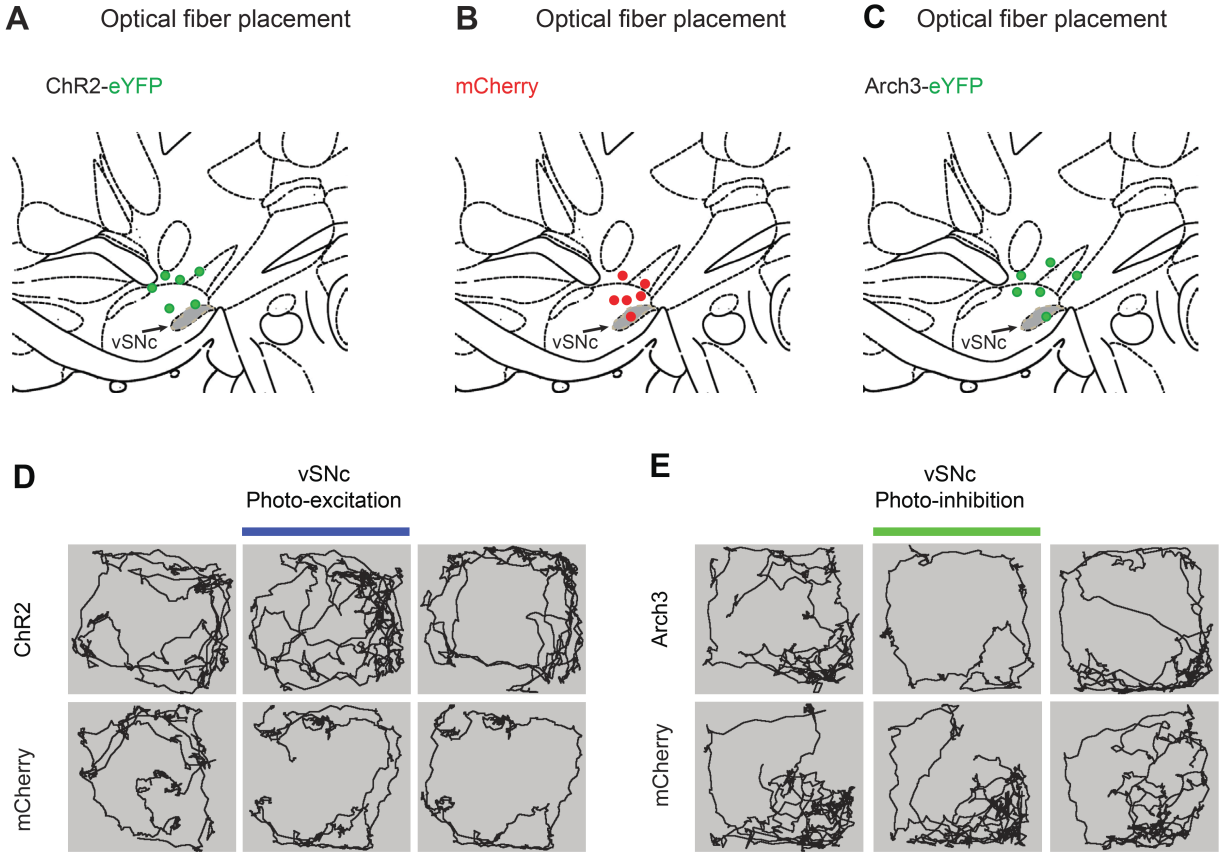 A Optical fiber placement
B Optical fiber placement
C Optical fiber placement
ChR2-eYFP
mCherry
Arch3-eYFP
vSNc
vSNc
vSNc
D
vSNc
Photo-excitation
ChR2
mCherry
E
vSNc
Photo-inhibition
Arch3
mCherry